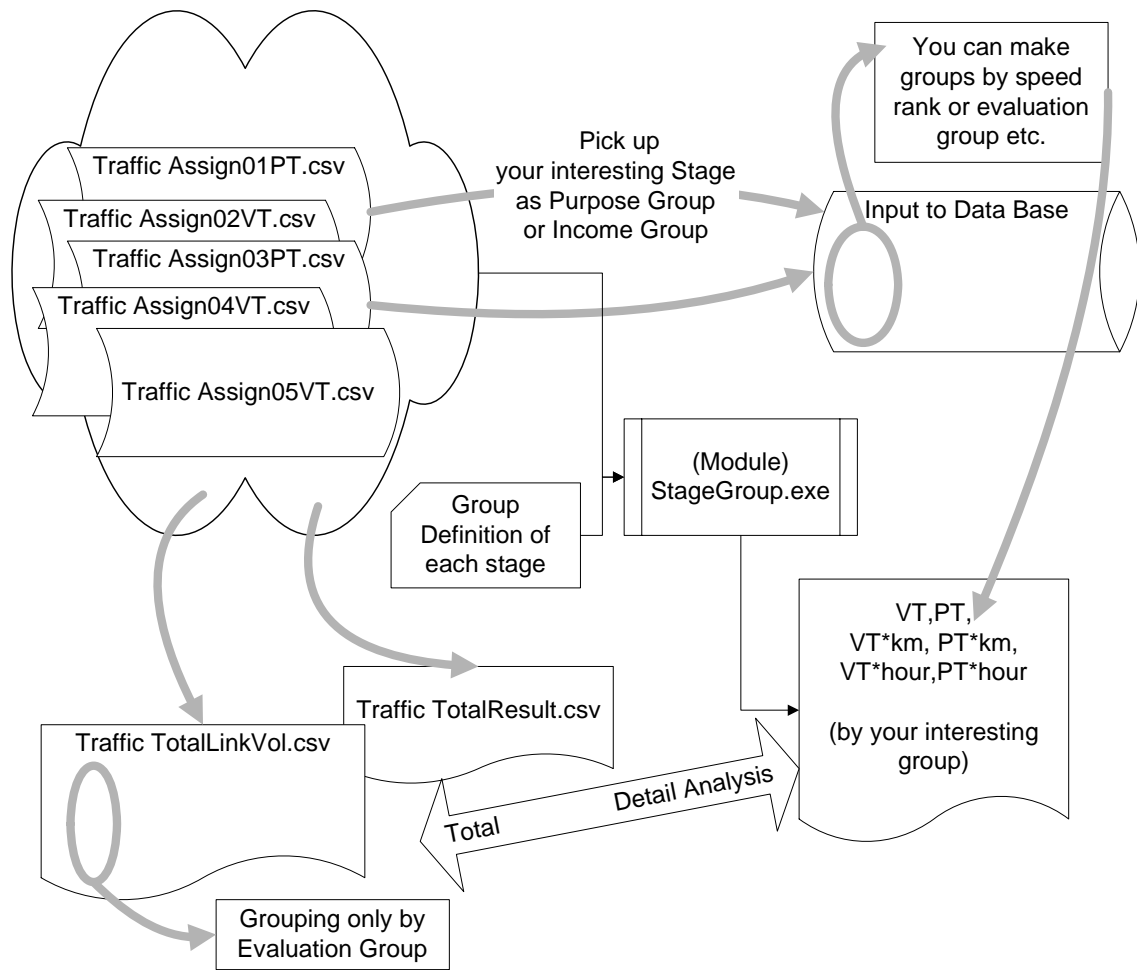 You can make
groups by speed
rank or evaluation
group etc.
Pick up
your interesting Stage
as Purpose Group
or Income Group
Traffic Assign01PT.csv
Traffic Assign02VT.csv
Traffic Assign03PT.csv
Traffic Assign04VT.csv
Traffic Assign05VT.csv
Input to Data Base
(Module)
StageGroup.exe
Group
Definition of
each stage
VT,PT,
VT*km, PT*km,
VT*hour,PT*hour
(by your interesting
group)
Traffic TotalResult.csv
Traffic TotalLinkVol.csv
Detail Analysis
Total
Grouping only by
Evaluation Group